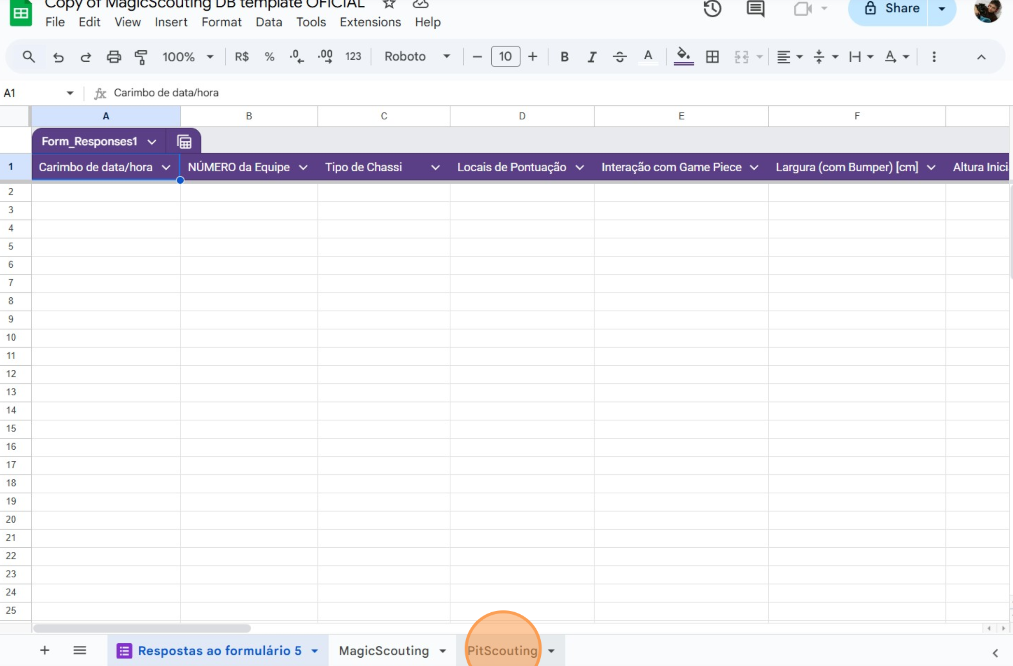 Copy of MagicScouting DB template OFICIAL
Share
File Edit View Insert Format Data Tools Extensions Help
100% R$ % .0 .00 123 Roboto 10 B I A
A1 fx Carimbo de data/hora
A B C D E F
Form_Responses1
1 Carimbo de data/hora NÚMERO da Equipe Tipo de Chassi Locais de Pontuação Interação com Game Piece Largura (com Bumper) [cm] Altura Inici
2
3
4
5
6
7
8
9
10
11
12
13
14
15
16
17
18
19
20
21
22
23
24
25
Respostas ao formulário 5 MagicScouting PitScouting